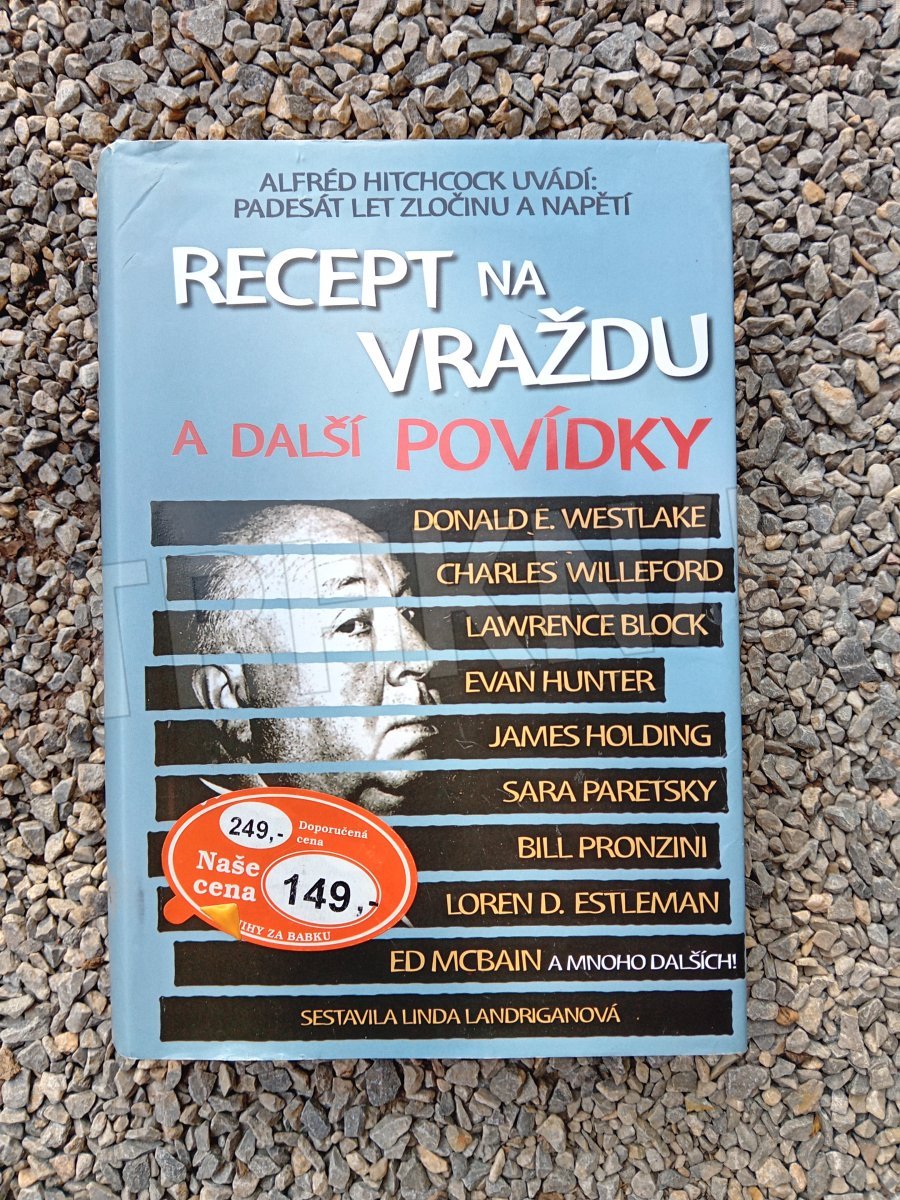 ALFRÉD HITCHCOCK UVÁDÍ:
PADESÁT LET ZLOČINU A NAPĚTÍ
RECEPT NA
VRAŽDU
A DALŠÍ POVÍDKY
DONALD E. WESTLAKE
CHARLES WILLEFORD
LAWRENCE BLOCK
EVAN HUNTER
JAMES HOLDING
SARA PARETSKY
BILL PRONZINI
LOREN D. ESTLEMAN
ED MCBAIN A MNOHO DALŠÍCH!
SESTAVILA LINDA LANDRIGANOVÁ
249,- Doporučená
cena
Naše
cena 149,-
ZA BABKU